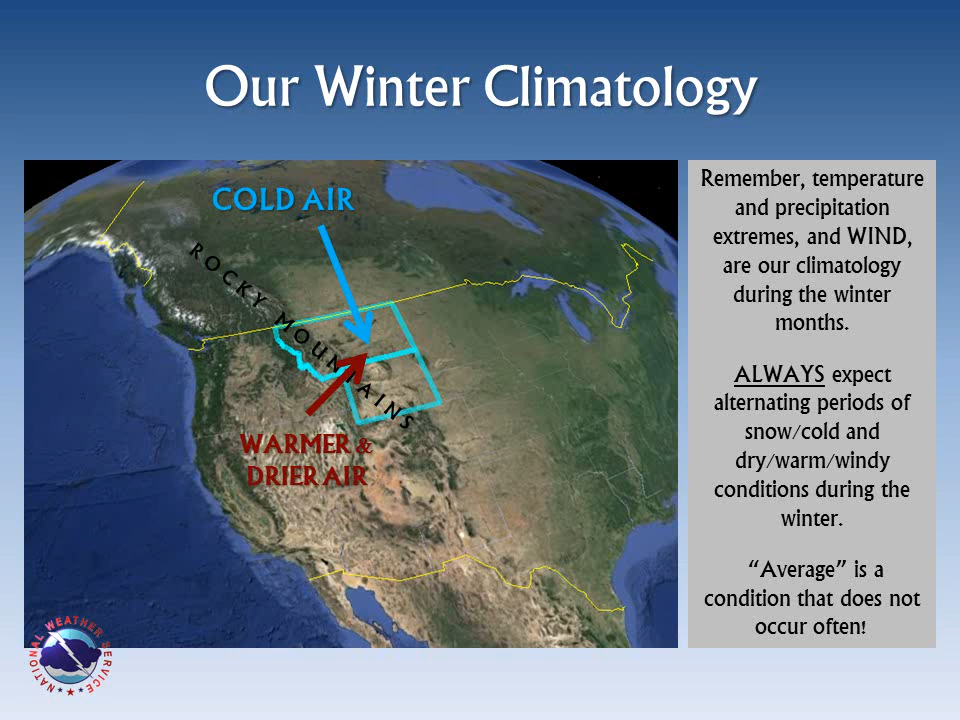 Our Winter Climatology
COLD AIR
ROCKY MOUNTAINS
WARMER &
DRIER AIR
Remember, temperature
and precipitation
extremes, and WIND,
are our climatology
during the winter
months.
ALWAYS expect
alternating periods of
snow/cold and
dry/warm/windy
conditions during the
winter.
“Average” is a
condition that does not
occur often!
NATIONAL WEATHER SERVICE